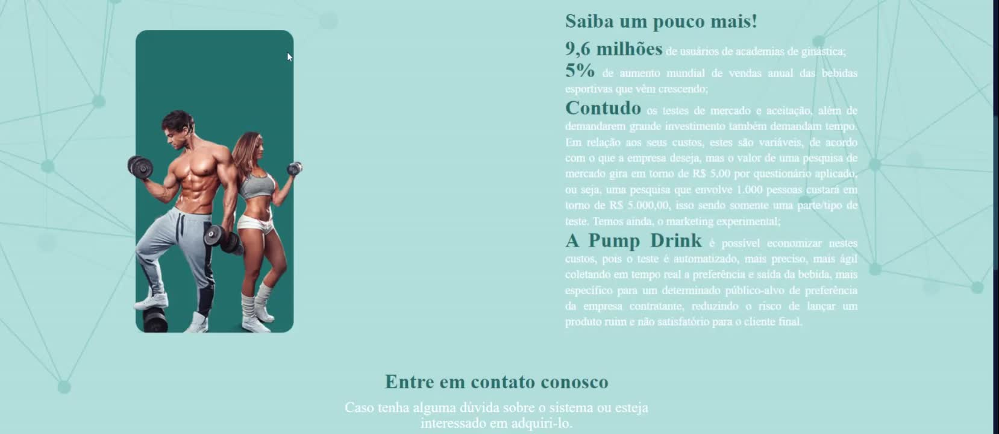 Saiba um pouco mais!
9,6 milhões de usuários de academias de ginástica;
5% de aumento mundial de vendas anual das bebidas
esportivas que vêm crescendo;
Contudo os testes de mercado e aceitação, além de
demandarem grande investimento também demandam tempo.
Em relação aos seus custos, estes são variáveis, de acordo
com o que a empresa deseja, mas o valor de uma pesquisa de
mercado gira em torno de R$ 5,00 por questionário aplicado,
ou seja, uma pesquisa que envolve 1.000 pessoas custará em
torno de R$ 5.000,00, isso sendo somente uma parte/tipo de
teste. Temos ainda, o marketing experimental;
A Pump Drink é possível economizar nestes
custos, pois o teste é automatizado, mais preciso, mais ágil
coletando em tempo real a preferência e saída da bebida, mais
específico para um determinado público-alvo de preferência
da empresa contratante, reduzindo o risco de lançar um
produto ruim e não satisfatório para o cliente final.
Entre em contato conosco
Caso tenha alguma dúvida sobre o sistema ou esteja
interessado em adquiri-lo.